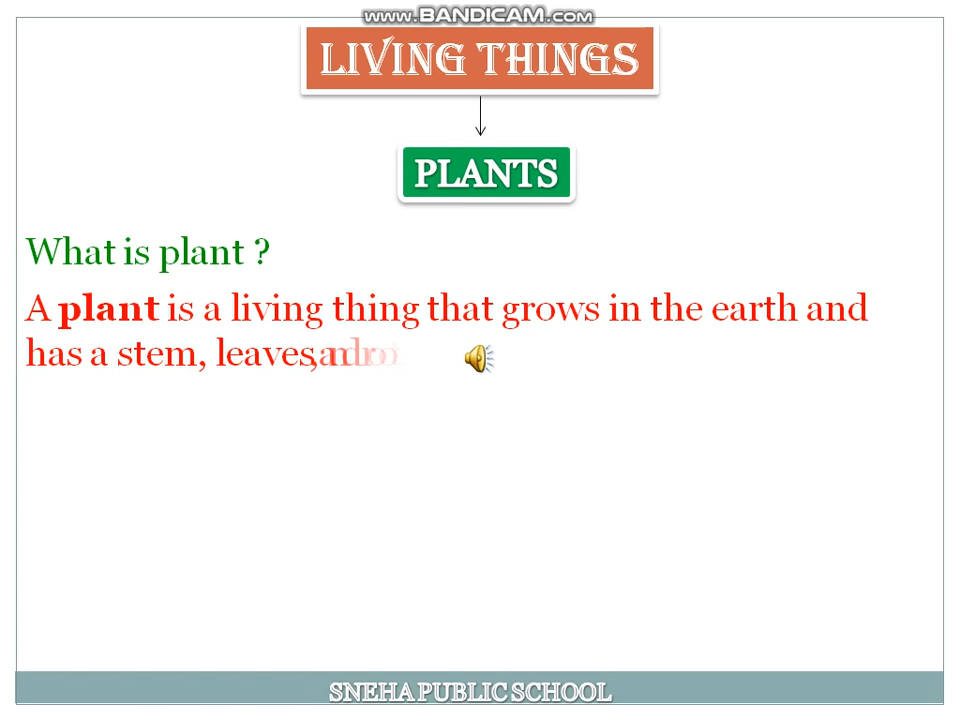 www.BANDICAM.com
LIVING THINGS
PLANTS
What is plant ?
A plant is a living thing that grows in the earth and
has a stem, leaves,
SNEHA PUBLIC SCHOOL